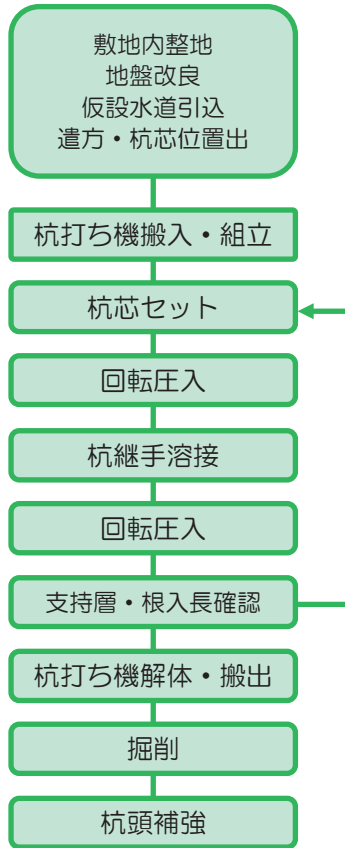 敷地内整地
地盤改良
仮設水道引込
遣方・杭芯位置出
杭打ち機搬入・組立
杭芯セット
回転圧入
杭継手溶接
回転圧入
支持層・根入長確認
杭打ち機解体・搬出
掘削
杭頭補強